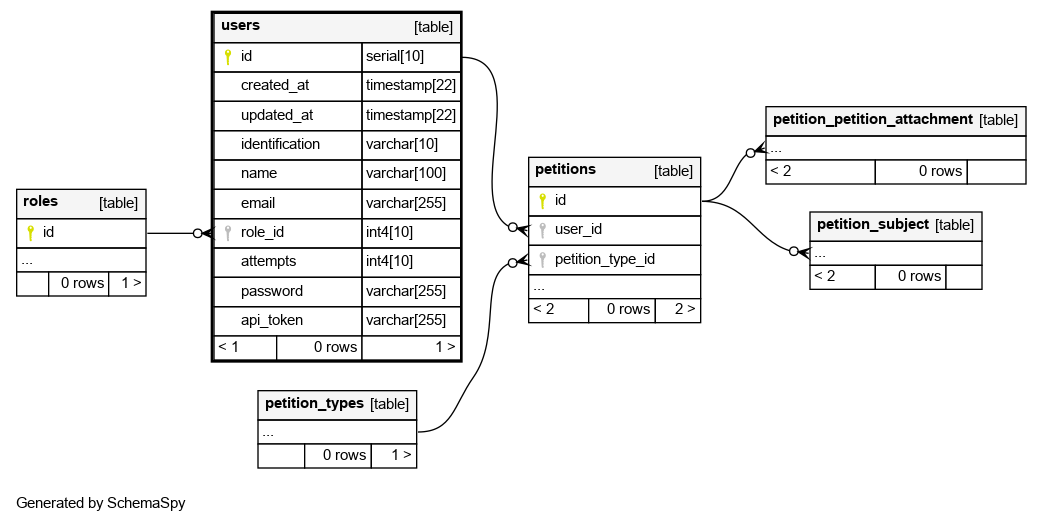 users [table]
id serial[10]
created_at timestamp[22]
updated_at timestamp[22]
identification varchar[10]
name varchar[100]
email varchar[255]
role_id int4[10]
attempts int4[10]
password varchar[255]
api_token varchar[255]
< 1 0 rows 1 >
roles [table]
id
...
0 rows 1 >
petitions [table]
id
user_id
petition_type_id
...
< 2 0 rows 2 >
petition_petition_attachment [table]
...
< 2 0 rows
petition_subject [table]
...
< 2 0 rows
petition_types [table]
...
0 rows 1 >
Generated by SchemaSpy